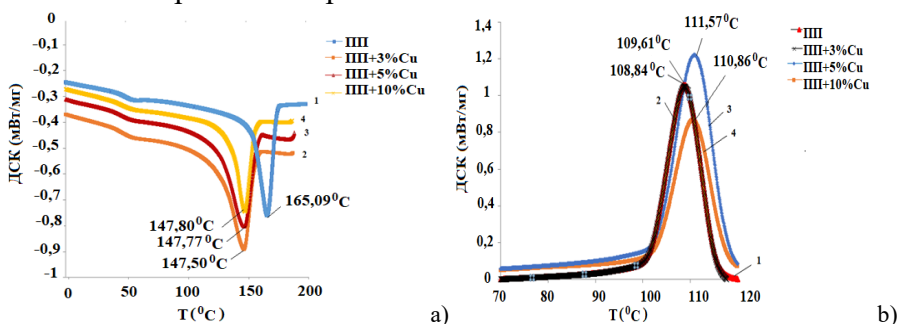 0
–0,1
–0,2
–0,3
–0,4
–0,5
–0,6
–0,7
–0,8
–0,9
–1
ДСК (мВт/мг)
0
50
100
150
200
T (⁰C)
ПП
ПП+3%Cu
ПП+5%Cu
ПП+10%Cu
1
4
3
2
165,09⁰C
147,80⁰C
147,77⁰C
147,50⁰C
a)
1,4
1,2
1
0,8
0,6
0,4
0,2
0
ДСК (мВт/мг)
70
80
90
100
110
120
T (⁰C)
111,57⁰C
109,61⁰C
108,84⁰C
110,86⁰C
2
3
4
1
ПП
ПП+3%Cu
ПП+5%Cu
ПП+10%Cu
b)